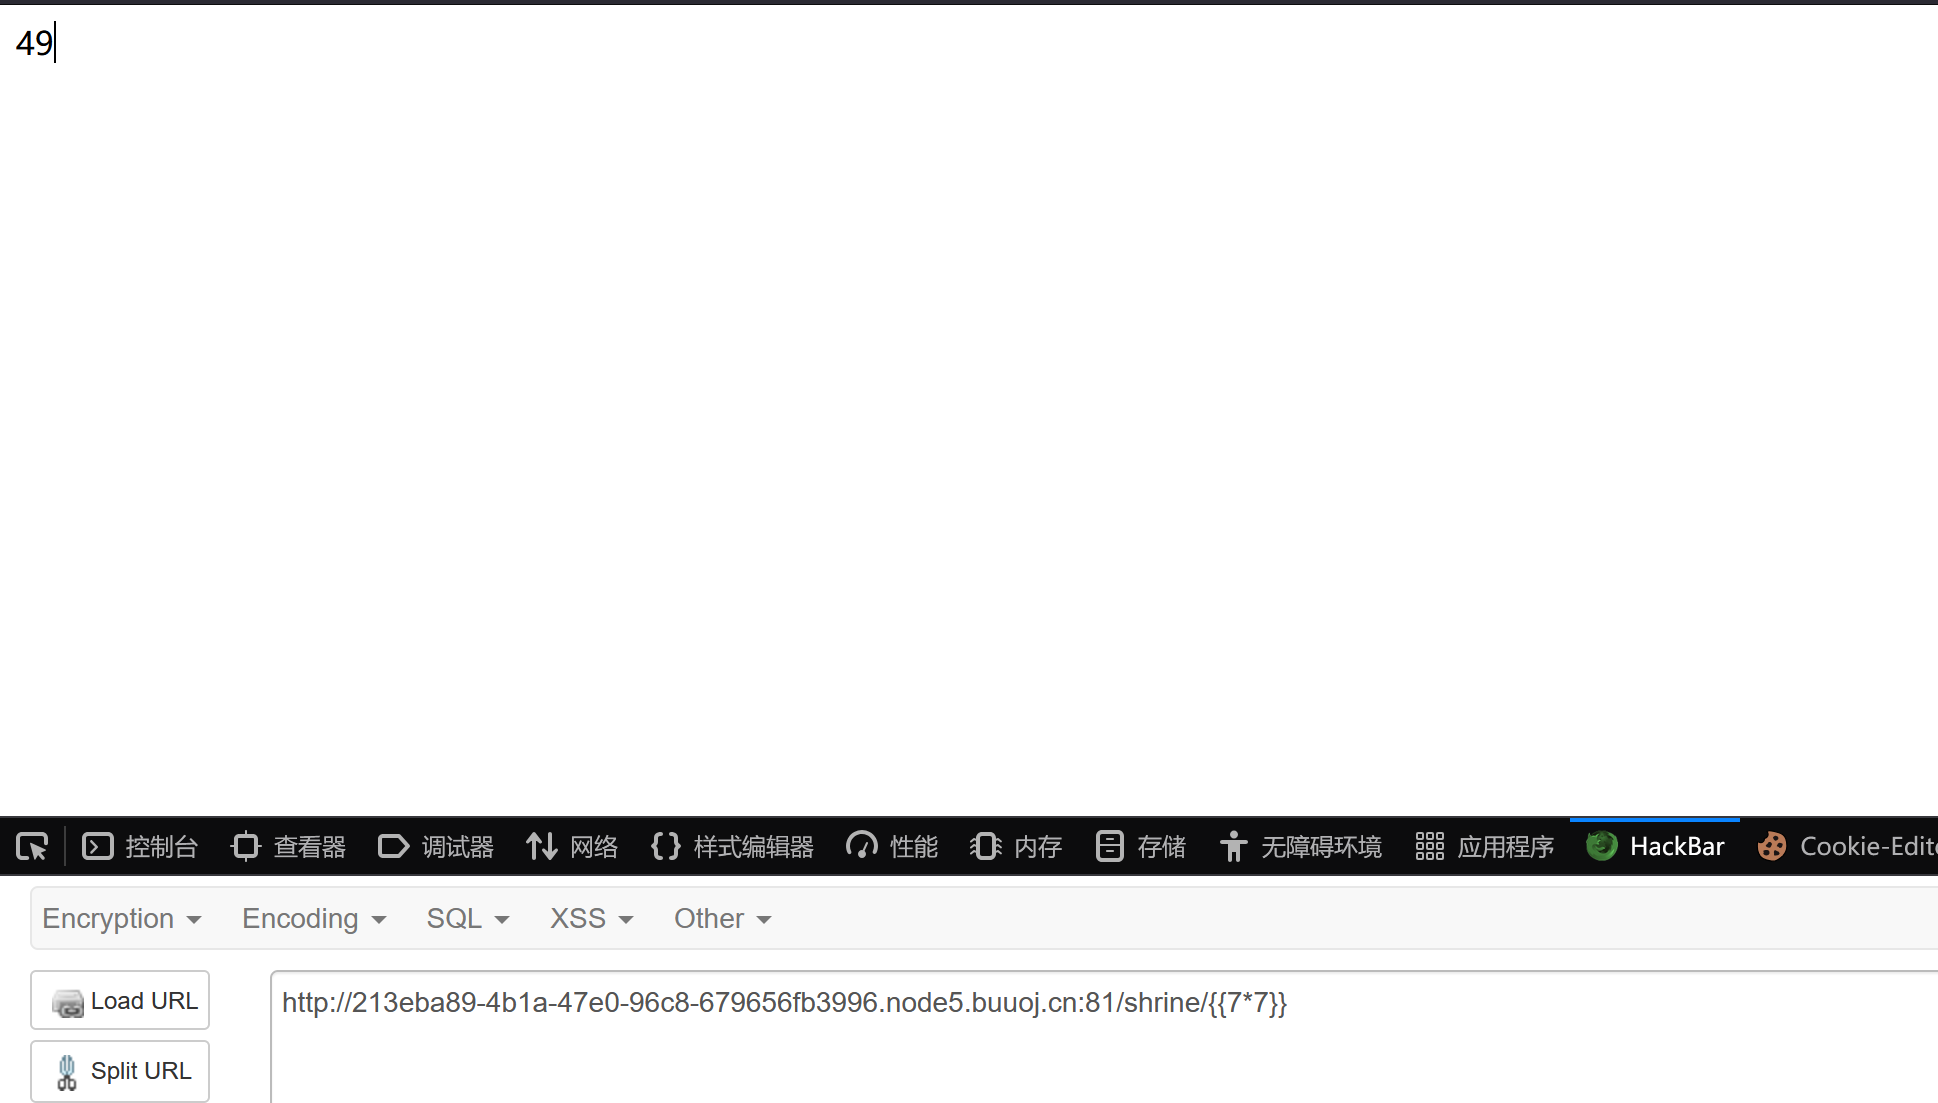 49
控制台 查看器 调试器 网络 {} 样式编辑器 性能 内存 存储 无障碍环境 应用程序 HackBar Cookie-Edit
Encryption Encoding SQL XSS Other
Load URL http://213eba89-4b1a-47e0-96c8-679656fb3996.node5.buuoj.cn:81/shrine/{{7*7}}
Split URL